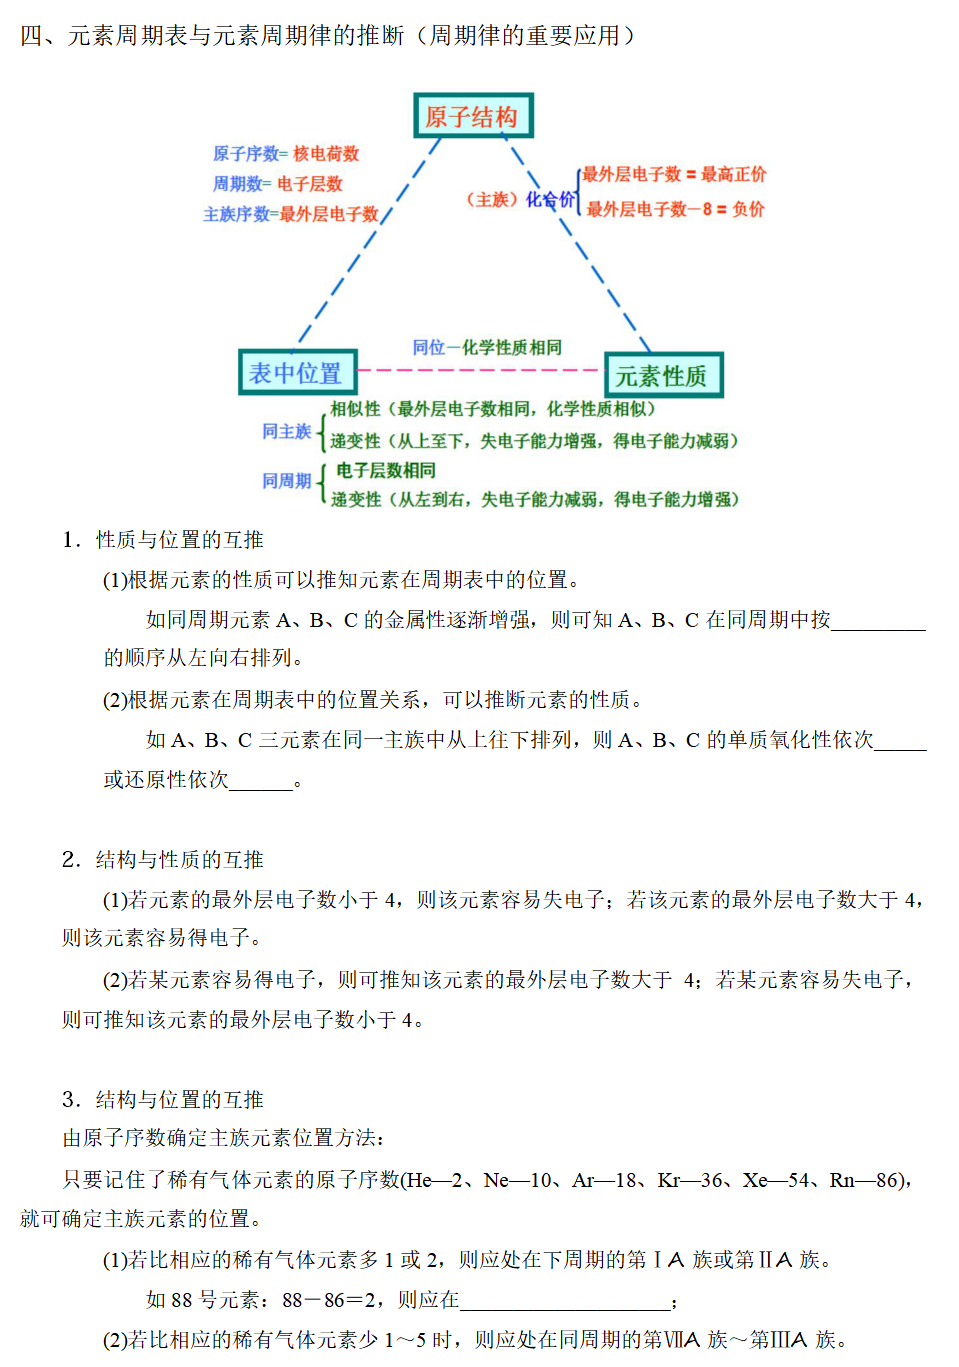 四、元素周期表与元素周期律的推断（周期律的重要应用）
原子结构
原子序数= 核电荷数
周期数= 电子层数
主族序数=最外层电子数
（主族）化合价
最外层电子数 = 最高正价
最外层电子数－8 = 负价
同位－化学性质相同
表中位置
元素性质
同主族
相似性（最外层电子数相同，化学性质相似）
递变性（从上至下，失电子能力增强，得电子能力减弱）
同周期
电子层数相同
递变性（从左到右，失电子能力减弱，得电子能力增强）
1．性质与位置的互推
(1)根据元素的性质可以推知元素在周期表中的位置。
如同周期元素 A、B、C 的金属性逐渐增强，则可知 A、B、C 在同周期中按_________
的顺序从左向右排列。
(2)根据元素在周期表中的位置关系，可以推断元素的性质。
如 A、B、C 三元素在同一主族中从上往下排列，则 A、B、C 的单质氧化性依次_____
或还原性依次______。
2．结构与性质的互推
(1)若元素的最外层电子数小于 4，则该元素容易失电子；若该元素的最外层电子数大于 4，
则该元素容易得电子。
(2)若某元素容易得电子，则可推知该元素的最外层电子数大于 4；若某元素容易失电子，
则可推知该元素的最外层电子数小于 4。
3．结构与位置的互推
由原子序数确定主族元素位置方法：
只要记住了稀有气体元素的原子序数(He—2、Ne—10、Ar—18、Kr—36、Xe—54、Rn—86)，
就可确定主族元素的位置。
(1)若比相应的稀有气体元素多 1 或 2，则应处在下周期的第ⅠA 族或第ⅡA 族。
如 88 号元素：88－86＝2，则应在____________________；
(2)若比相应的稀有气体元素少 1～5 时，则应处在同周期的第ⅦA 族～第ⅢA 族。